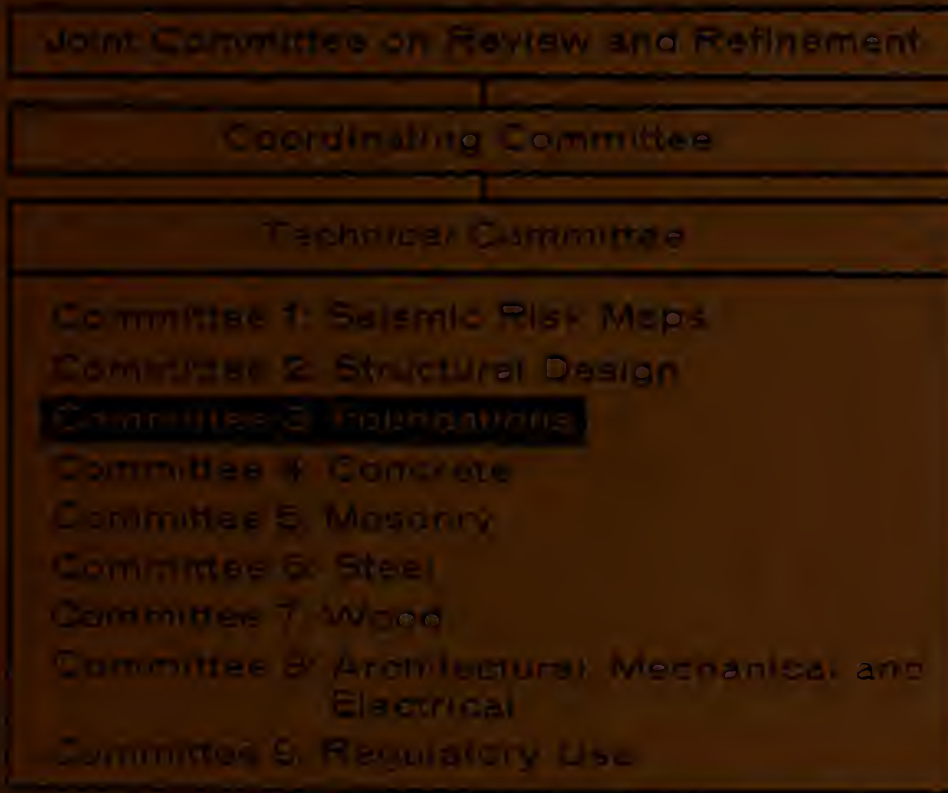 Joint Committee on Review and Refinement
Coordinating Committee
Technical Committee
Committee 1: Seismic Risk Maps
Committee 2: Structural Design
Committee 3: Foundations
Committee 4: Concrete
Committee 5: Masonry
Committee 6: Steel
Committee 7: Wood
Committee 8: Architectural, Mechanical and
Electrical
Committee 9: Regulatory Use